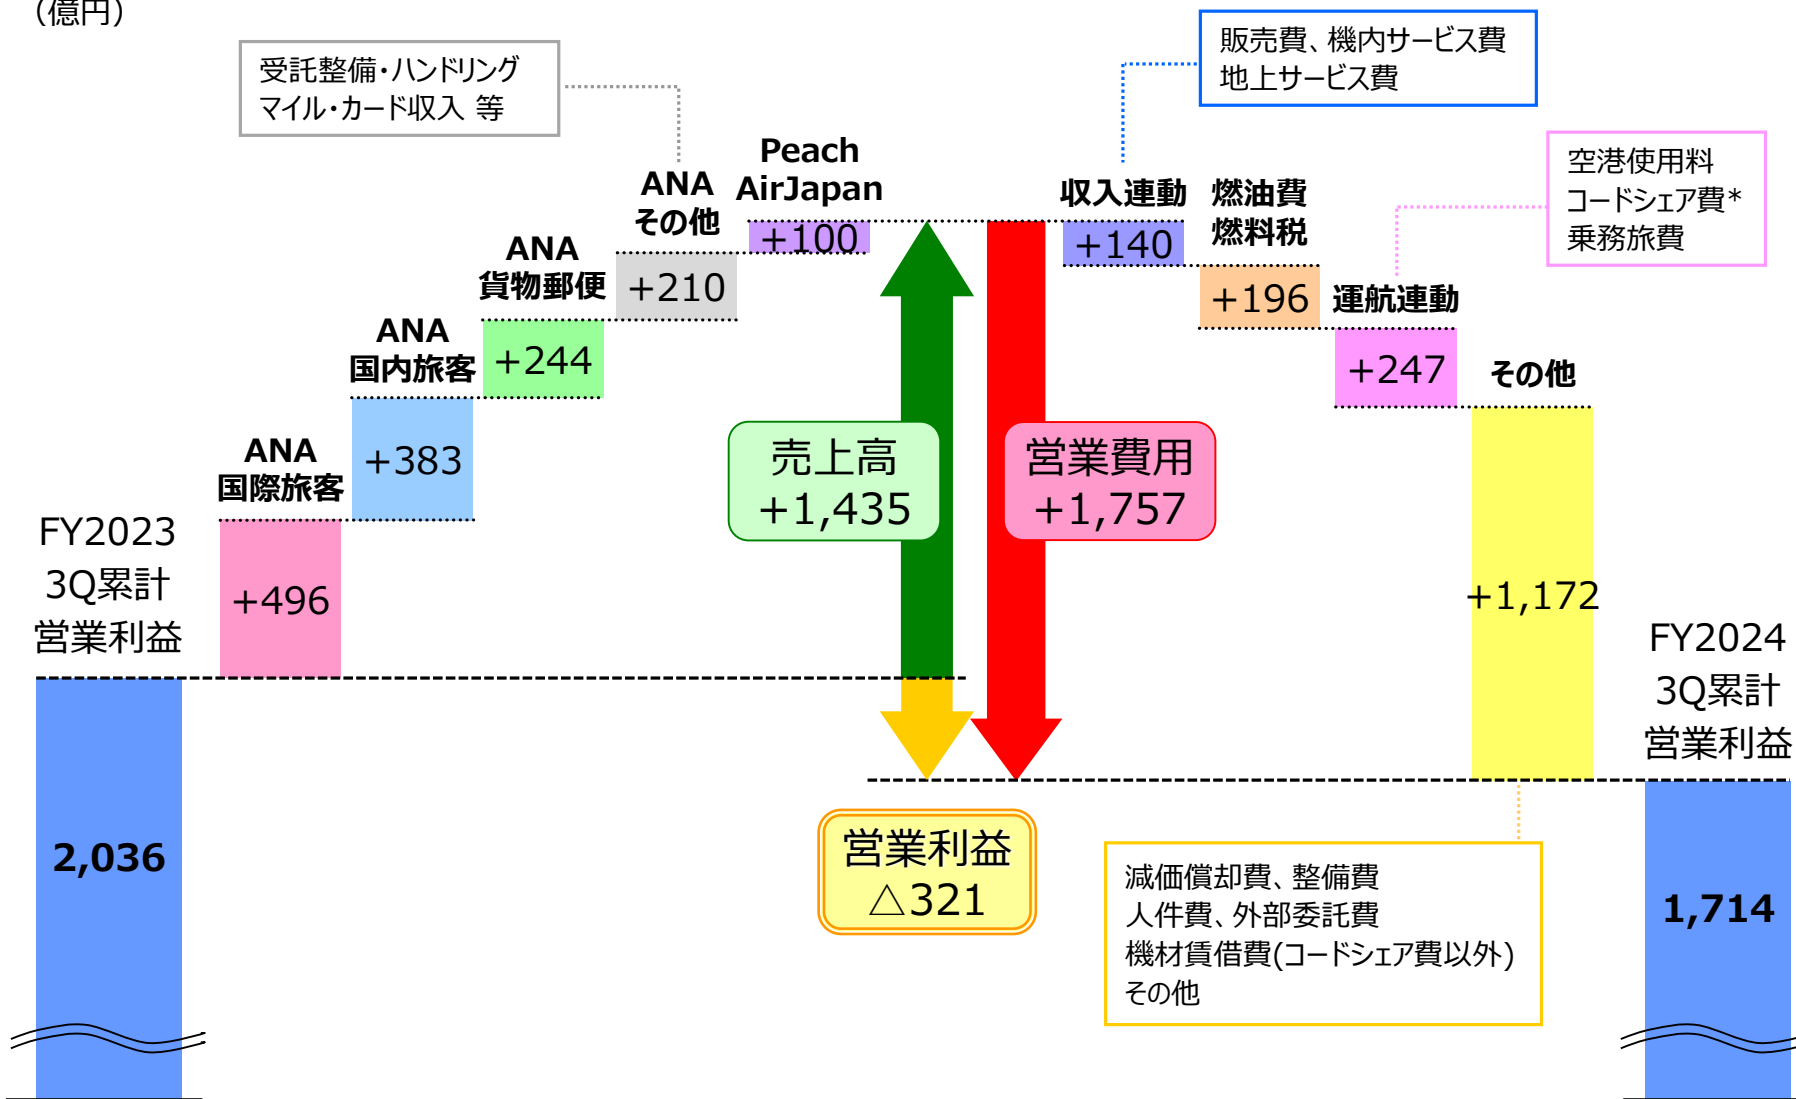 （億円）
受託整備・ハンドリング
マイル・カード収入 等
販売費、機内サービス費
地上サービス費
空港使用料
コードシェア費*
乗務旅費
Peach
AirJapan
+100
ANA
その他
+210
ANA
貨物郵便
+244
ANA
国内旅客
+383
ANA
国際旅客
+496
FY2023
3Q累計
営業利益
2,036
売上高
+1,435
営業費用
+1,757
営業利益
△321
収入連動
+140
燃油費
燃料税
+196
運航連動
+247
その他
+1,172
減価償却費、整備費
人件費、外部委託費
機材賃借費(コードシェア費以外)
その他
FY2024
3Q累計
営業利益
1,714